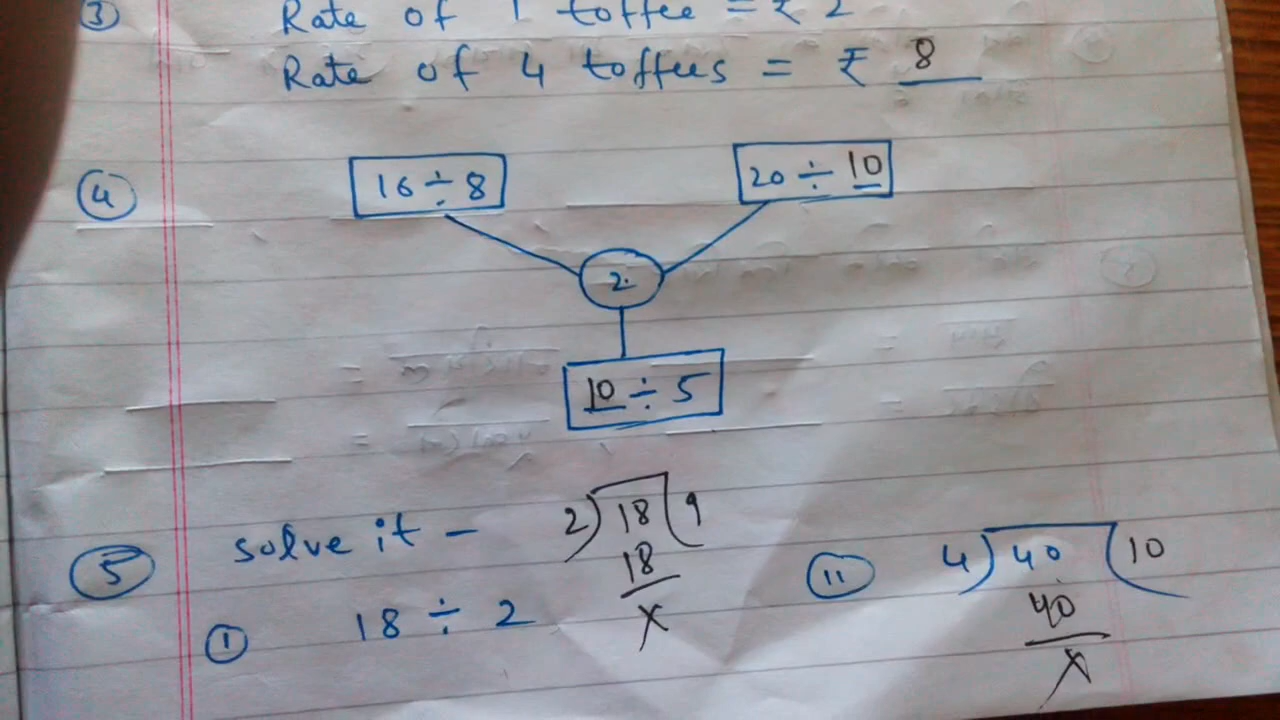 ③ Rate of 1 toffee = ₹ 2
Rate of 4 toffees = ₹ 8
④ 16 ÷ 8 20 ÷ 10
2
10 ÷ 5
⑤ solve it - 2) 18 ( 9
18
x
① 18 ÷ 2
⑪ 4) 40 ( 10
40
x